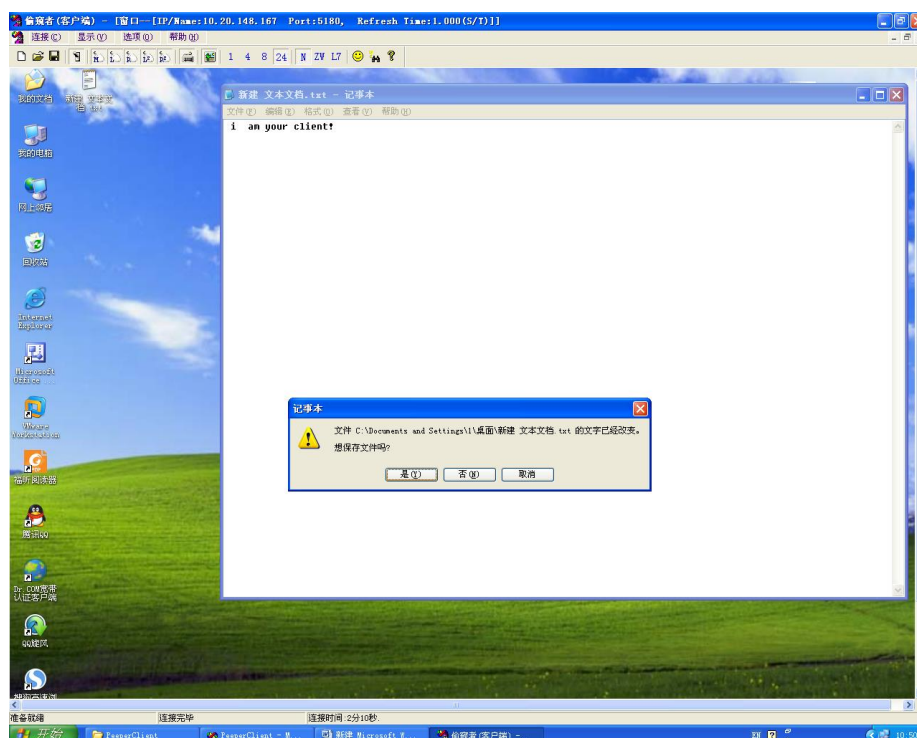 偷窥者(客户端) - [窗口--[IP/Name:10.20.148.167 Port:5180, Refresh Time:1.000(S/T)]]
连接(C) 显示(V) 选项(O) 帮助(H)
1 4 8 24 N ZW L7
我的文档
新建 文本文档.txt
新建 文本文档.txt - 记事本
文件(F) 编辑(E) 格式(O) 查看(V) 帮助(H)
i am your client!
我的电脑
网上邻居
回收站
Internet
Explorer
Microsoft
Office ...
VMware
Workstation
福昕阅读器
腾讯QQ
Dr.COM宽带
认证客户端
QQ旋风
记事本
文件 C:\Documents and Settings\1\桌面\新建 文本文档.txt 的文字已经改变。
想保存文件吗?
是(Y) 否(N) 取消
准备就绪 连接完毕 连接时间:2分10秒.
开始 PeeperClient PeeperClient - M... 新建 Microsoft W... 偷窥者(客户端) - 10:50